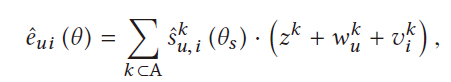 ê_{ui} (θ) = ∑_{k⊂A} ŝ^k_{u,i} (θ_s) · (z^k + w^k_u + v^k_i) ,